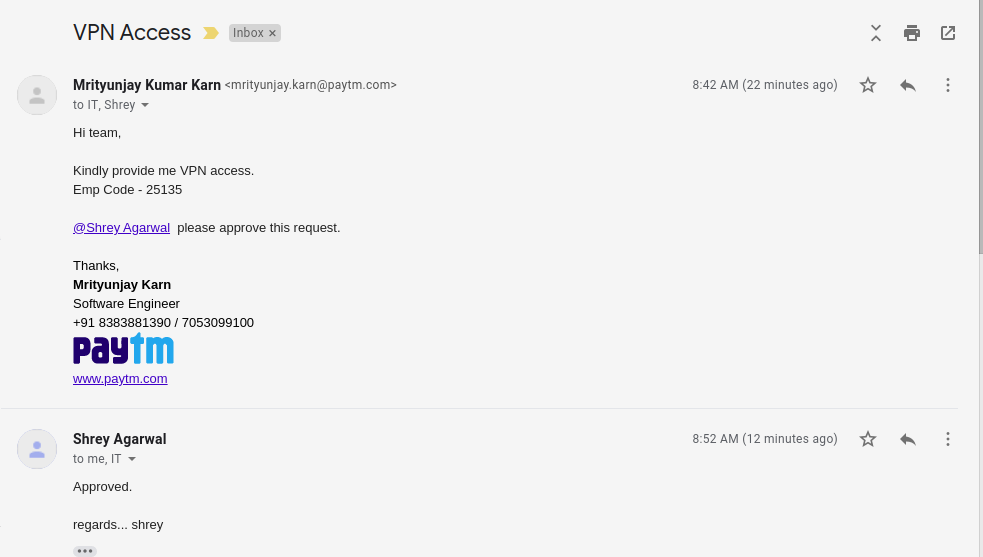 VPN Access Inbox ×
Mrityunjay Kumar Karn <mrityunjay.karn@paytm.com> 8:42 AM (22 minutes ago)
to IT, Shrey
Hi team,
Kindly provide me VPN access.
Emp Code - 25135
@Shrey Agarwal please approve this request.
Thanks,
Mrityunjay Karn
Software Engineer
+91 8383881390 / 7053099100
paytm
www.paytm.com
Shrey Agarwal 8:52 AM (12 minutes ago)
to me, IT
Approved.
regards... shrey